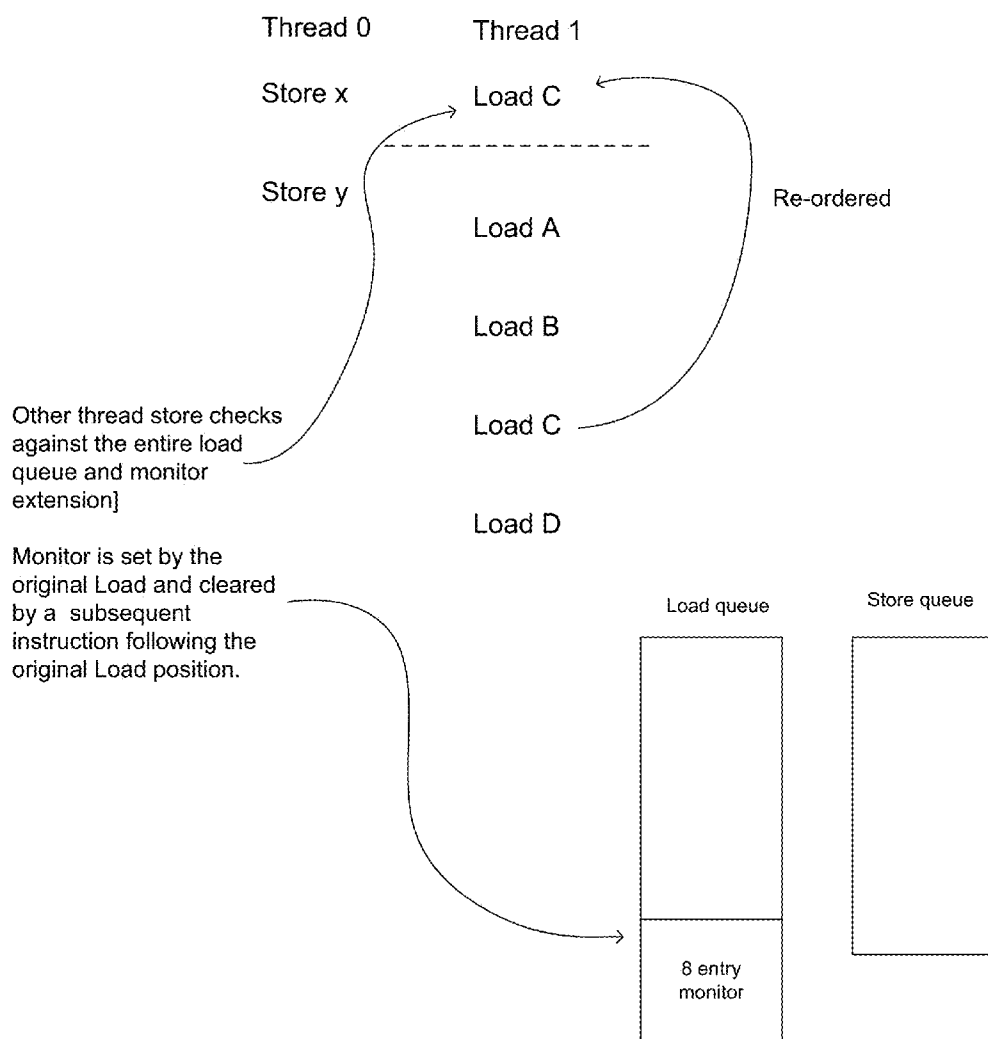 Thread 0
Thread 1
Store x
Load C
Store y
Re-ordered
Load A
Load B
Load C
Other thread store checks
against the entire load
queue and monitor
extension]
Load D
Monitor is set by the
original Load and cleared
by a subsequent
instruction following the
original Load position.
Load queue
Store queue
8 entry
monitor